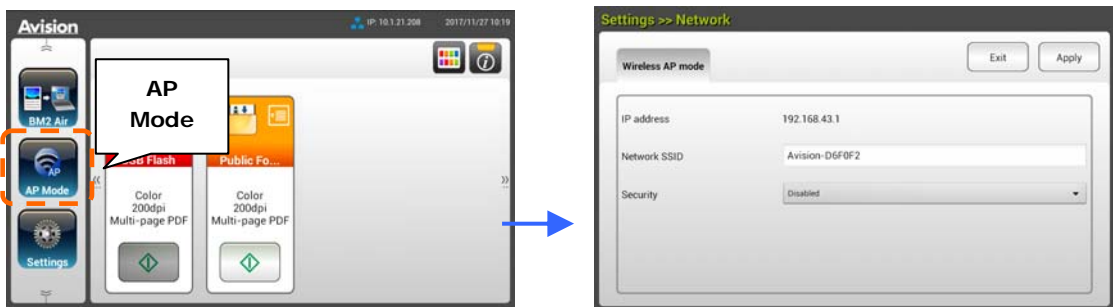 Avision
IP: 10.1.21.208 2017/11/27 10:19
BM2 Air
AP
Mode
AP Mode
Settings
USB Flash
Color
200dpi
Multi-page PDF
Public Fo...
Color
200dpi
Multi-page PDF
Settings >> Network
Wireless AP mode
Exit
Apply
IP address 192.168.43.1
Network SSID Avision-D6F0F2
Security Disabled